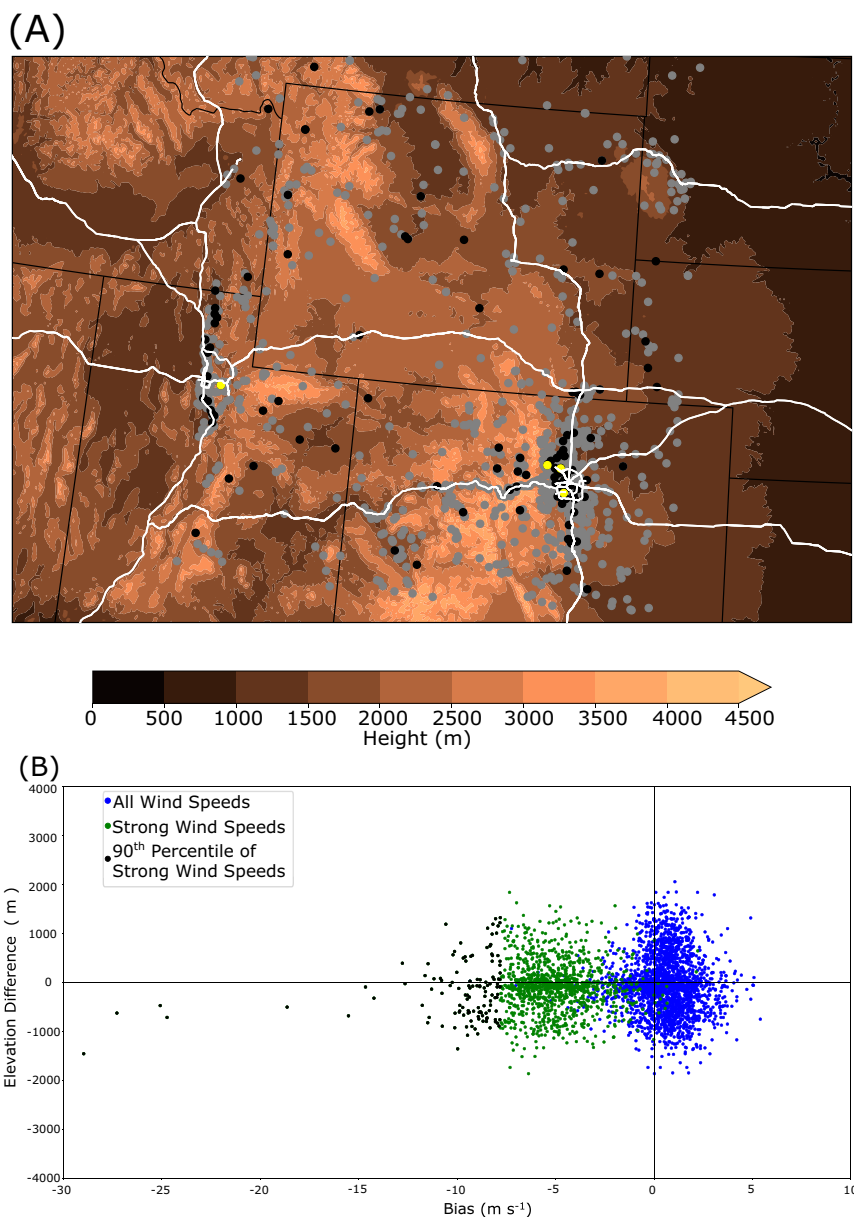 (A)
0 500 1000 1500 2000 2500 3000 3500 4000 4500
Height (m)
(B)
4000
3000
2000
1000
0
-1000
-2000
-3000
-4000
Elevation Difference ( m )
All Wind Speeds
Strong Wind Speeds
90th Percentile of
Strong Wind Speeds
-30 -25 -20 -15 -10 -5 0 5 10
Bias (m s-1)